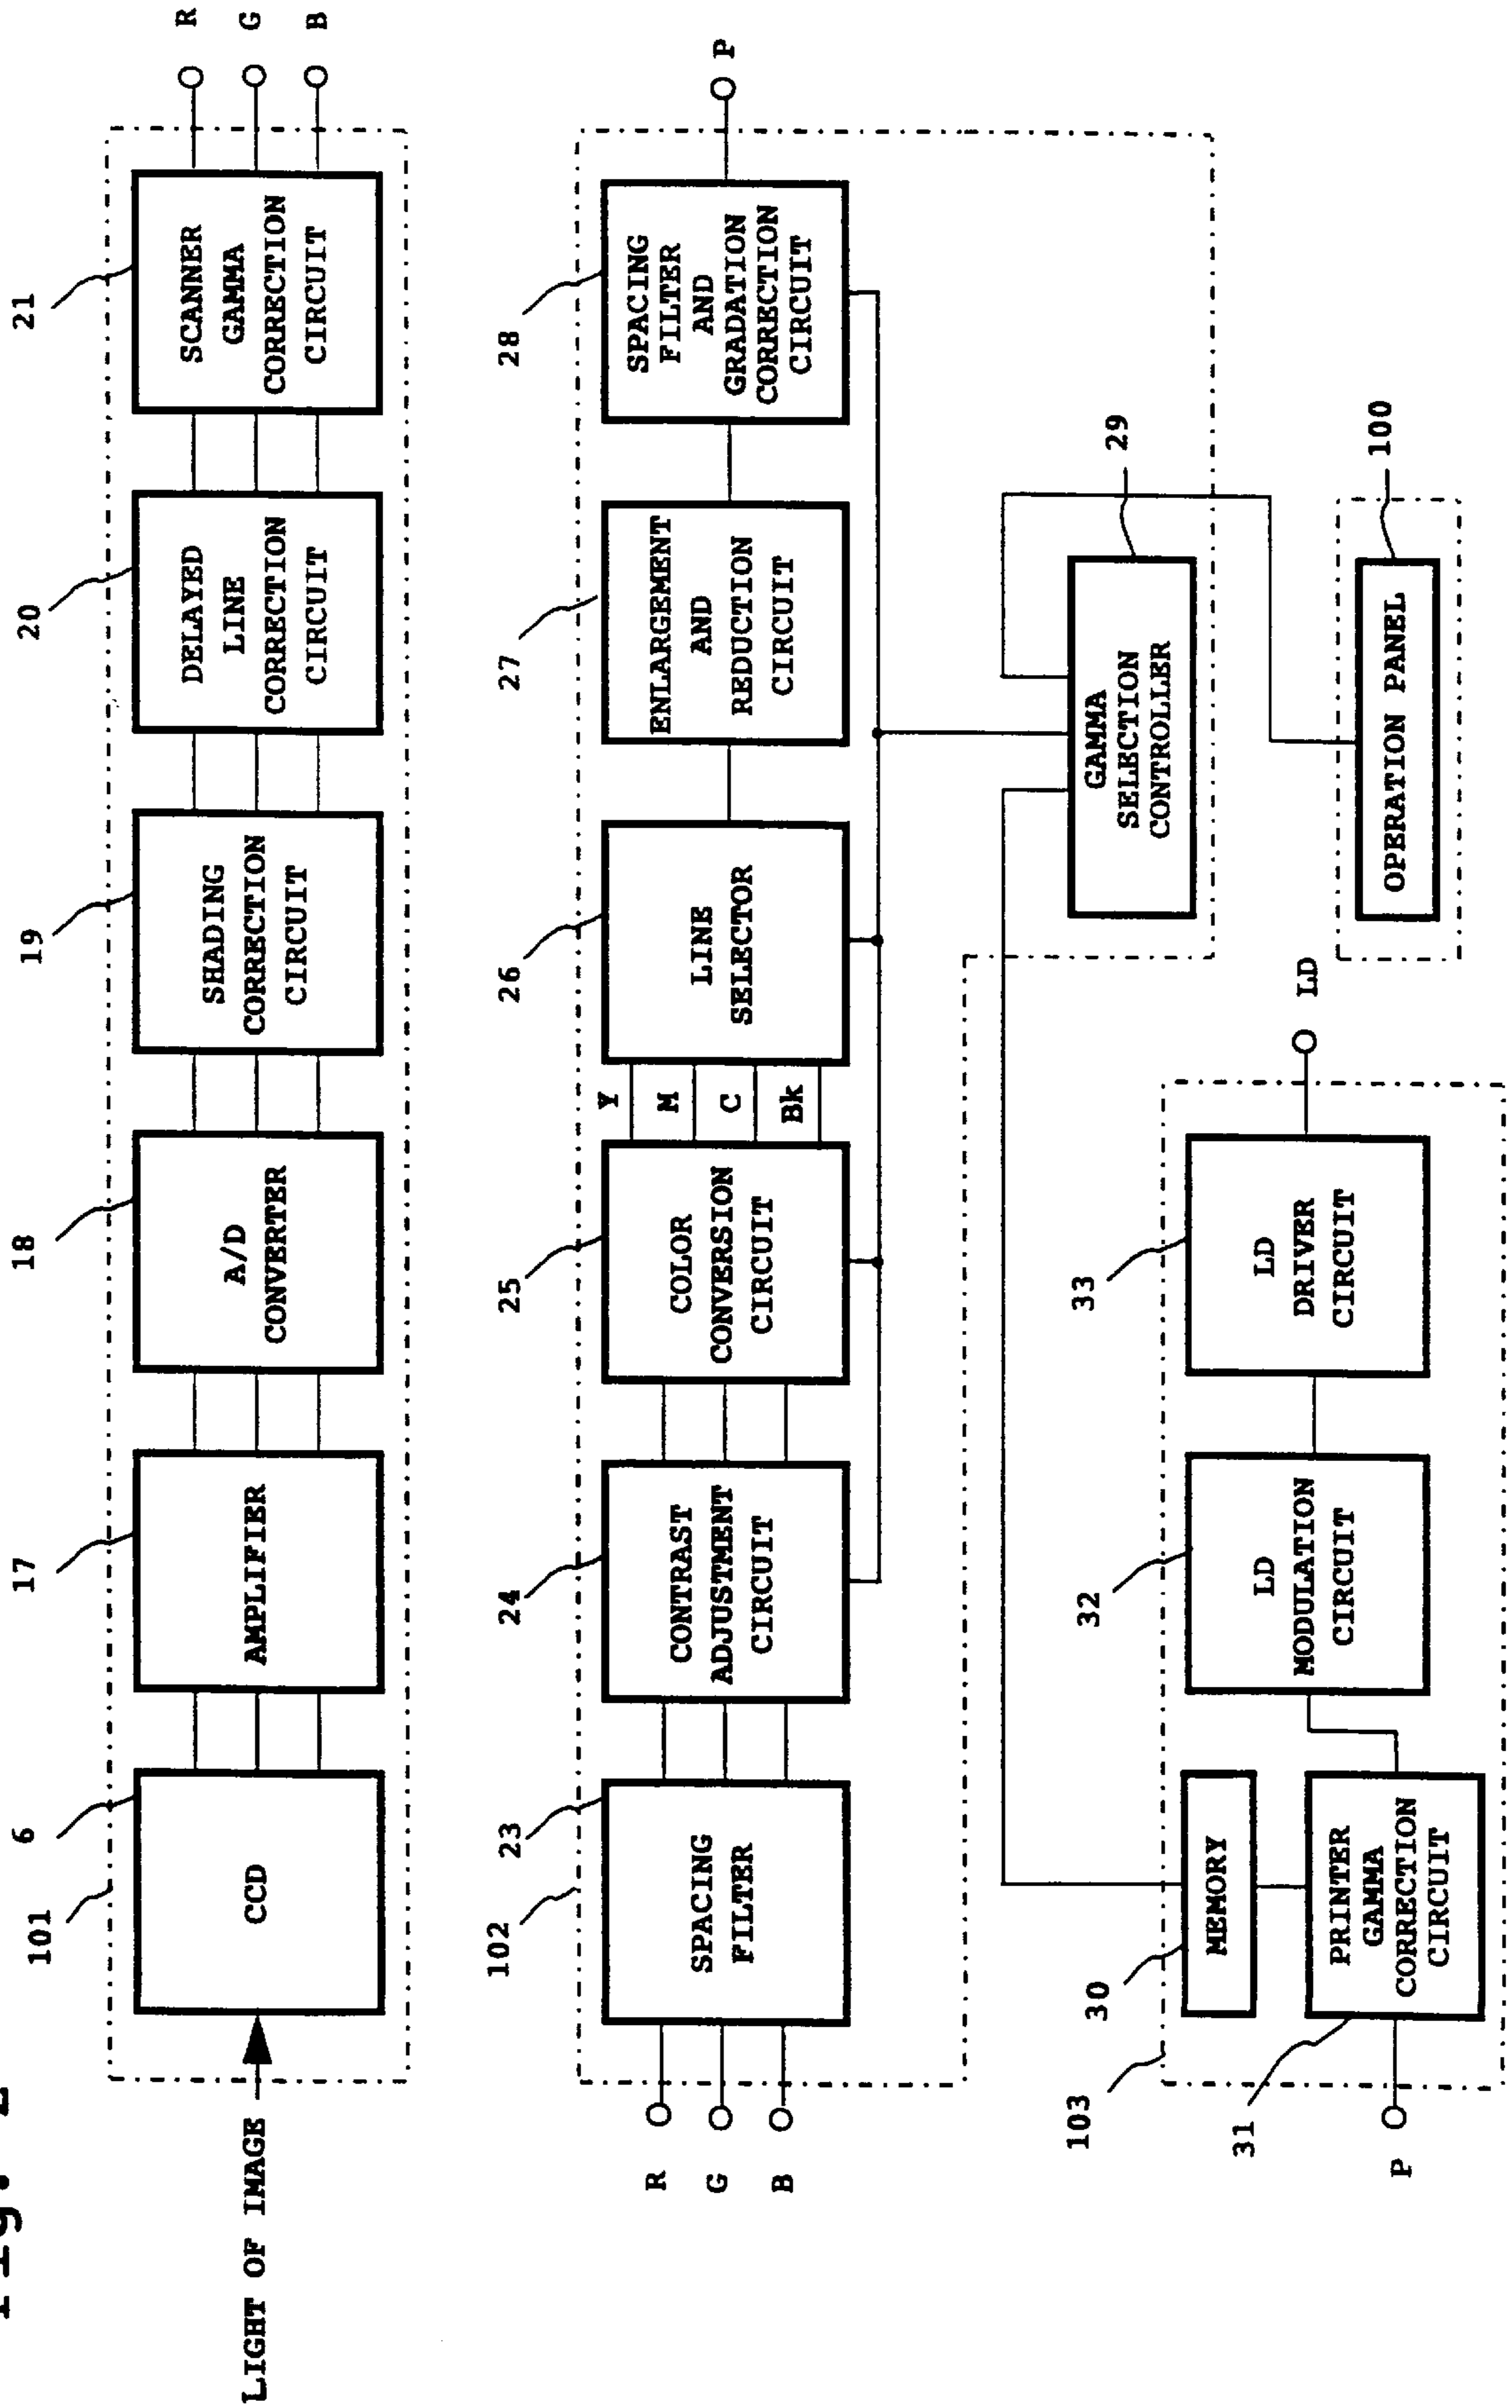 Fig. 2
101
6
17
18
19
20
21
LIGHT OF IMAGE
CCD
AMPLIFIER
A/D
CONVERTER
SHADING
CORRECTION
CIRCUIT
DELAYED
LINE
CORRECTION
CIRCUIT
SCANNER
GAMMA
CORRECTION
CIRCUIT
R
G
B
102
23
24
25
26
27
28
R
G
B
SPACING
FILTER
CONTRAST
ADJUSTMENT
CIRCUIT
COLOR
CONVERSION
CIRCUIT
Y
M
C
Bk
LINE
SELECTOR
ENLARGEMENT
AND
REDUCTION
CIRCUIT
SPACING
FILTER
AND
GRADATION
CORRECTION
CIRCUIT
P
29
GAMMA
SELECTION
CONTROLLER
100
OPERATION PANEL
103
30
31
32
33
MEMORY
P
PRINTER
GAMMA
CORRECTION
CIRCUIT
LD
MODULATION
CIRCUIT
LD
DRIVER
CIRCUIT
LD